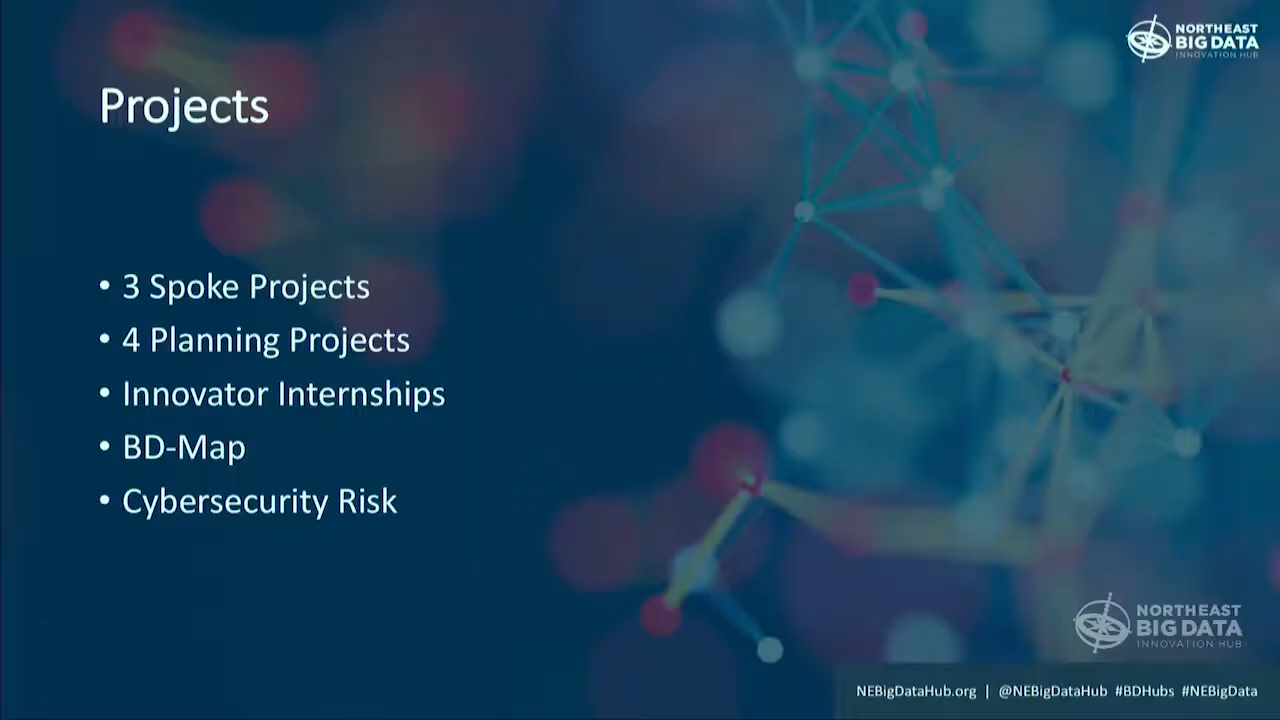 NORTHEAST
BIG DATA
INNOVATION HUB
Projects
• 3 Spoke Projects
• 4 Planning Projects
• Innovator Internships
• BD-Map
• Cybersecurity Risk
NORTHEAST
BIG DATA
INNOVATION HUB
NEBigDataHub.org | @NEBigDataHub #BDHubs #NEBigData